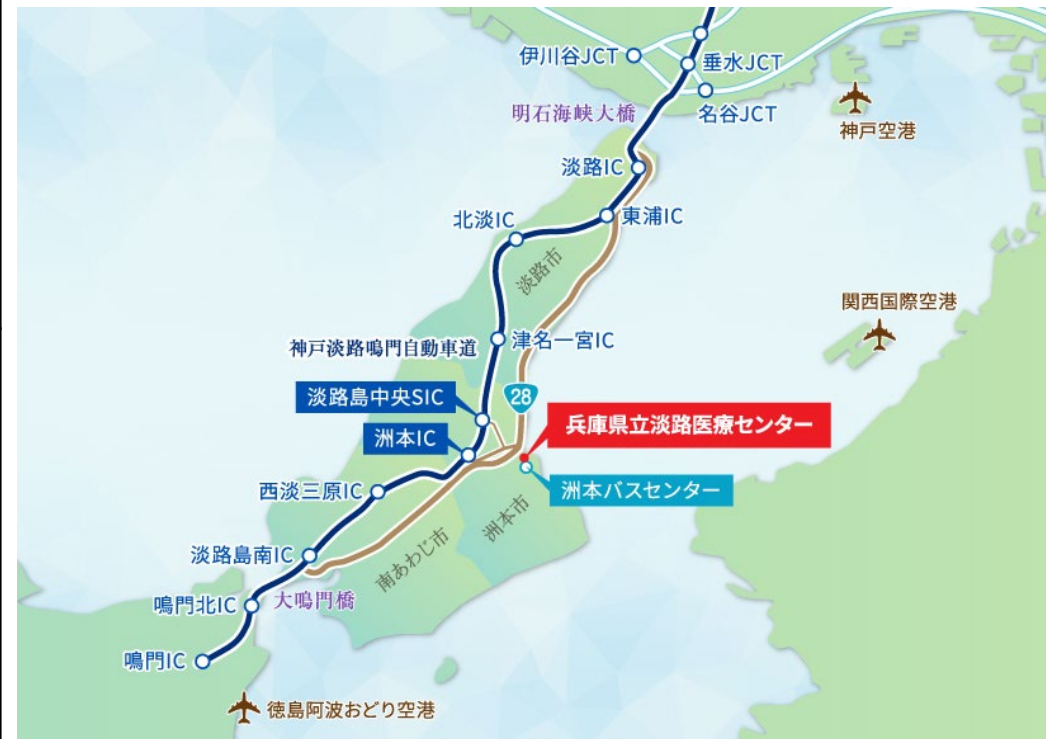 伊川谷JCT
垂水JCT
明石海峡大橋
名谷JCT
神戸空港
淡路IC
北淡IC
東浦IC
淡路市
関西国際空港
神戸淡路鳴門自動車道
津名一宮IC
淡路島中央SIC
28
兵庫県立淡路医療センター
洲本IC
西淡三原IC
洲本バスセンター
洲本市
南あわじ市
淡路島南IC
鳴門北IC
大鳴門橋
鳴門IC
徳島阿波おどり空港